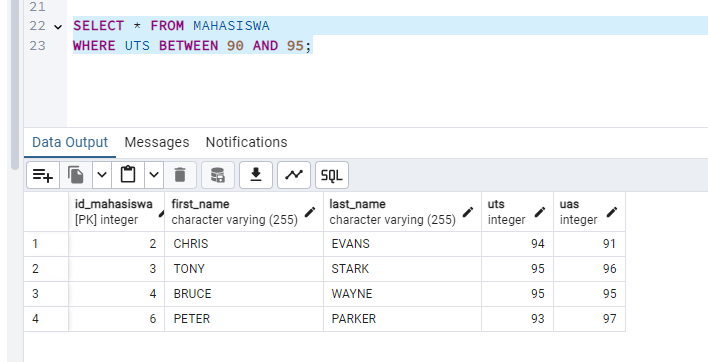 21
22 SELECT * FROM MAHASISWA
23 WHERE UTS BETWEEN 90 AND 95;
Data Output Messages Notifications
SQL
id_mahasiswa first_name last_name uts uas
[PK] integer character varying (255) character varying (255) integer integer
1 2 CHRIS EVANS 94 91
2 3 TONY STARK 95 96
3 4 BRUCE WAYNE 95 95
4 6 PETER PARKER 93 97